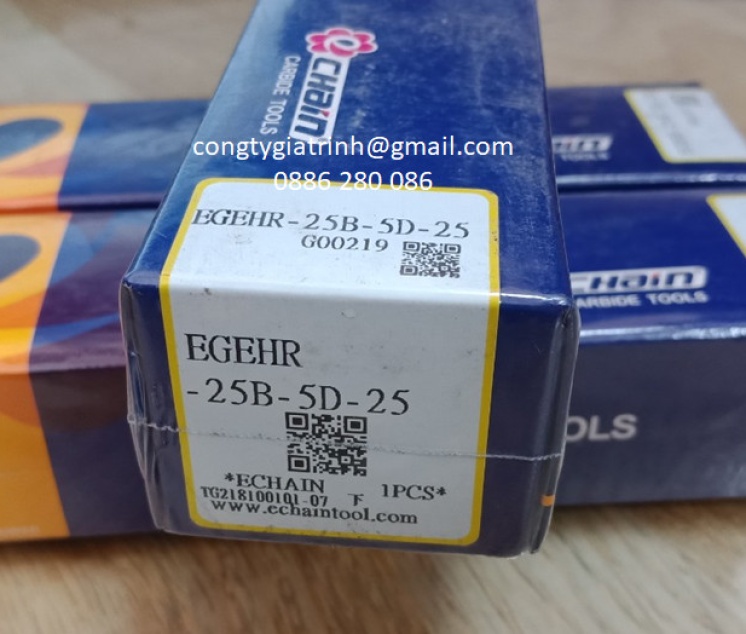 eCHain
CARBIDE TOOLS
congtygiatrinh@gmail.com
0886 280 086
EGEHR-25B-5D-25
G00219
EGEHR
-25B-5D-25
*ECHAIN 1PCS*
TG218100101-07 下
www.echaintool.com
TOOLS
eCHain
CARBIDE TOOLS
OLS